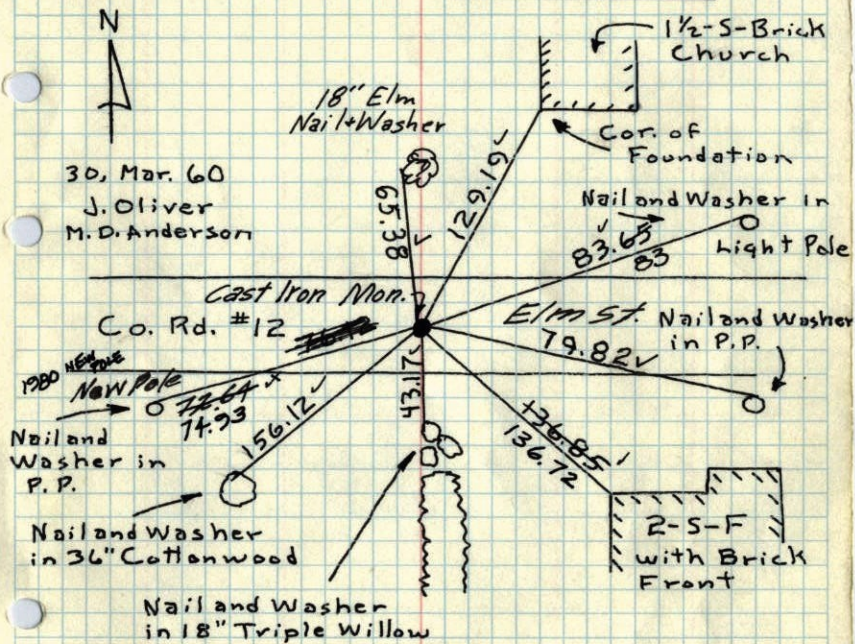 N
1½-S-Brick
Church
18" Elm
Nail+Washer
Cor. of
Foundation
30, Mar. 60
J. Oliver
M.D. Anderson
65.38 ✓
129.19 ✓
Nail and Washer in
Light Pole
83.65 ✓
83
Cast Iron Mon.
Co. Rd. #12
Elm St.
Nail and Washer
in P.P.
79.82 ✓
1980 NEW POLE
New Pole
72.64 x
74.93
43.17 ✓
156.12 ✓
136.85 ✓
136.72
Nail and
Washer in
P.P.
Nail and Washer
in 36" Cottonwood
2-S-F
with Brick
Front
Nail and Washer
in 18" Triple Willow